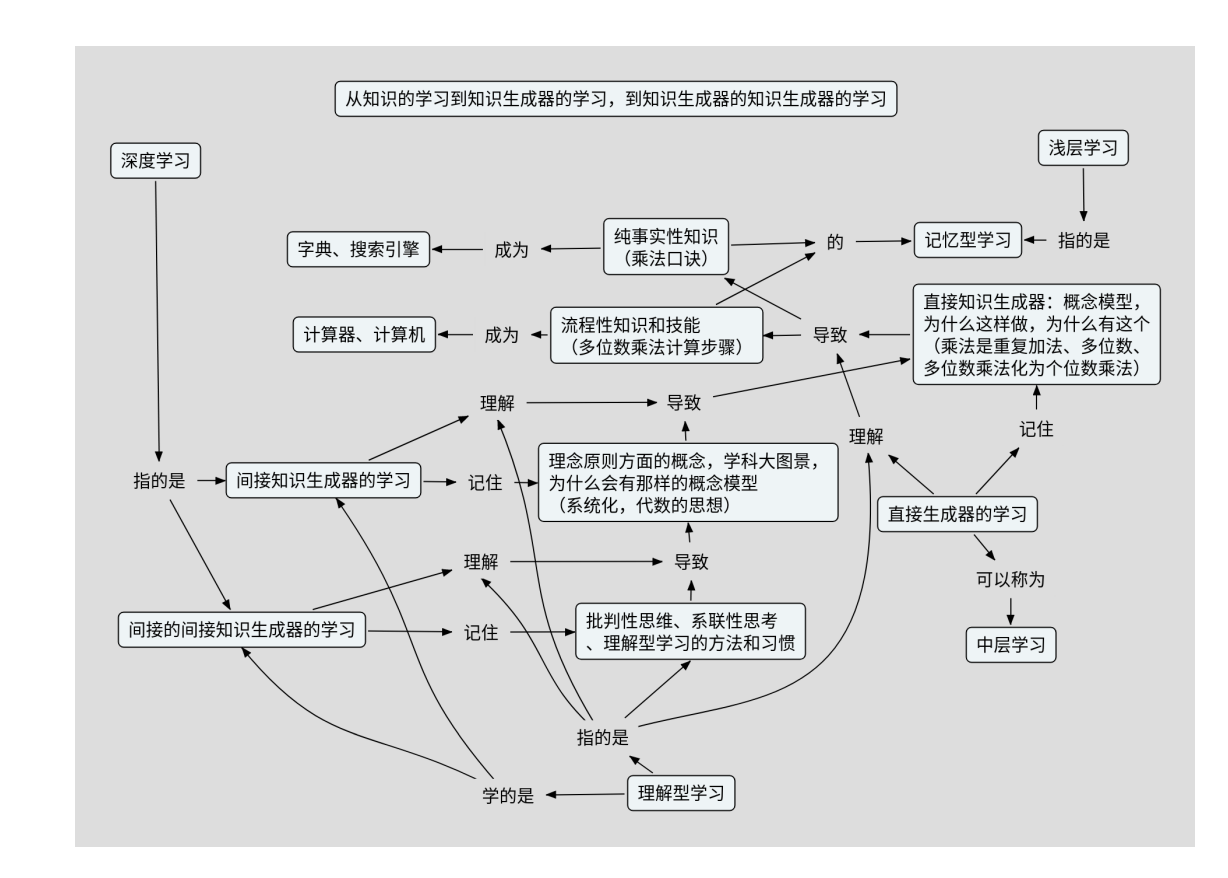 从知识的学习到知识生成器的学习，到知识生成器的知识生成器的学习
深度学习
浅层学习
字典、搜索引擎
成为
纯事实性知识
（乘法口诀）
的
记忆型学习
指的是
计算器、计算机
成为
流程性知识和技能
（多位数乘法计算步骤）
导致
直接知识生成器：概念模型，
为什么这样做，为什么有这个
（乘法是重复加法、多位数、
多位数乘法化为个位数乘法）
理解
导致
理解
记住
指的是
间接知识生成器的学习
记住
理念原则方面的概念，学科大图景，
为什么会有那样的概念模型
（系统化，代数的思想）
直接生成器的学习
理解
导致
可以称为
间接的间接知识生成器的学习
记住
批判性思维、系联性思考
、理解型学习的方法和习惯
中层学习
指的是
学的是
理解型学习